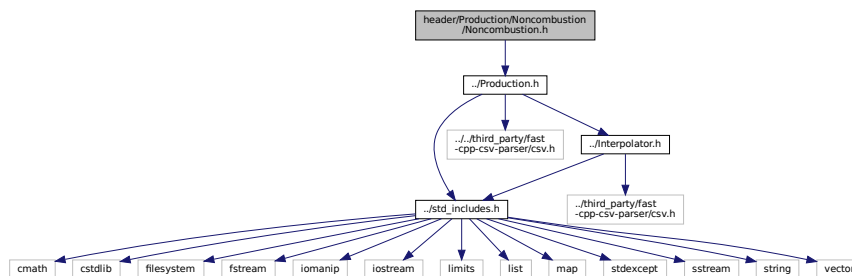 header/Production/Noncombustion
/Noncombustion.h
../Production.h
../../third_party/fast
-cpp-csv-parser/csv.h
../Interpolator.h
../third_party/fast
-cpp-csv-parser/csv.h
../std_includes.h
cmath
cstdlib
filesystem
fstream
iomanip
iostream
limits
list
map
stdexcept
sstream
string
vector